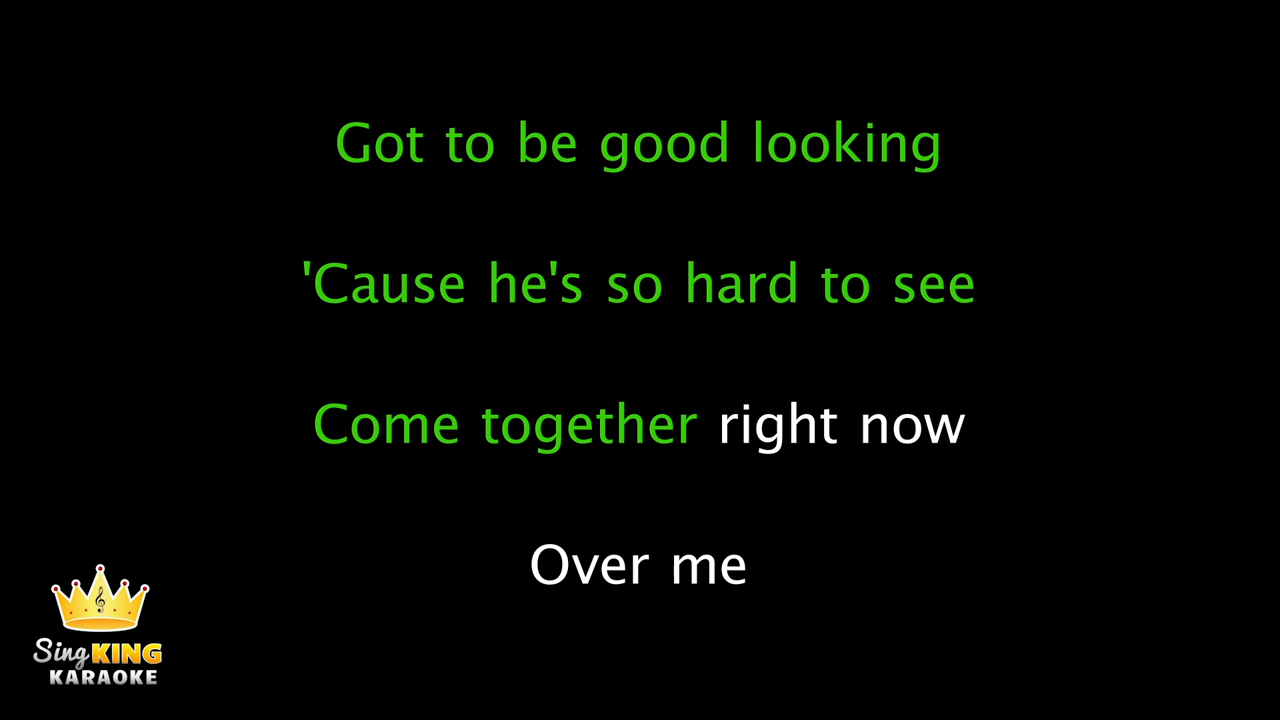 Got to be good looking
'Cause he's so hard to see
Come together right now
Over me
Sing KING
KARAOKE